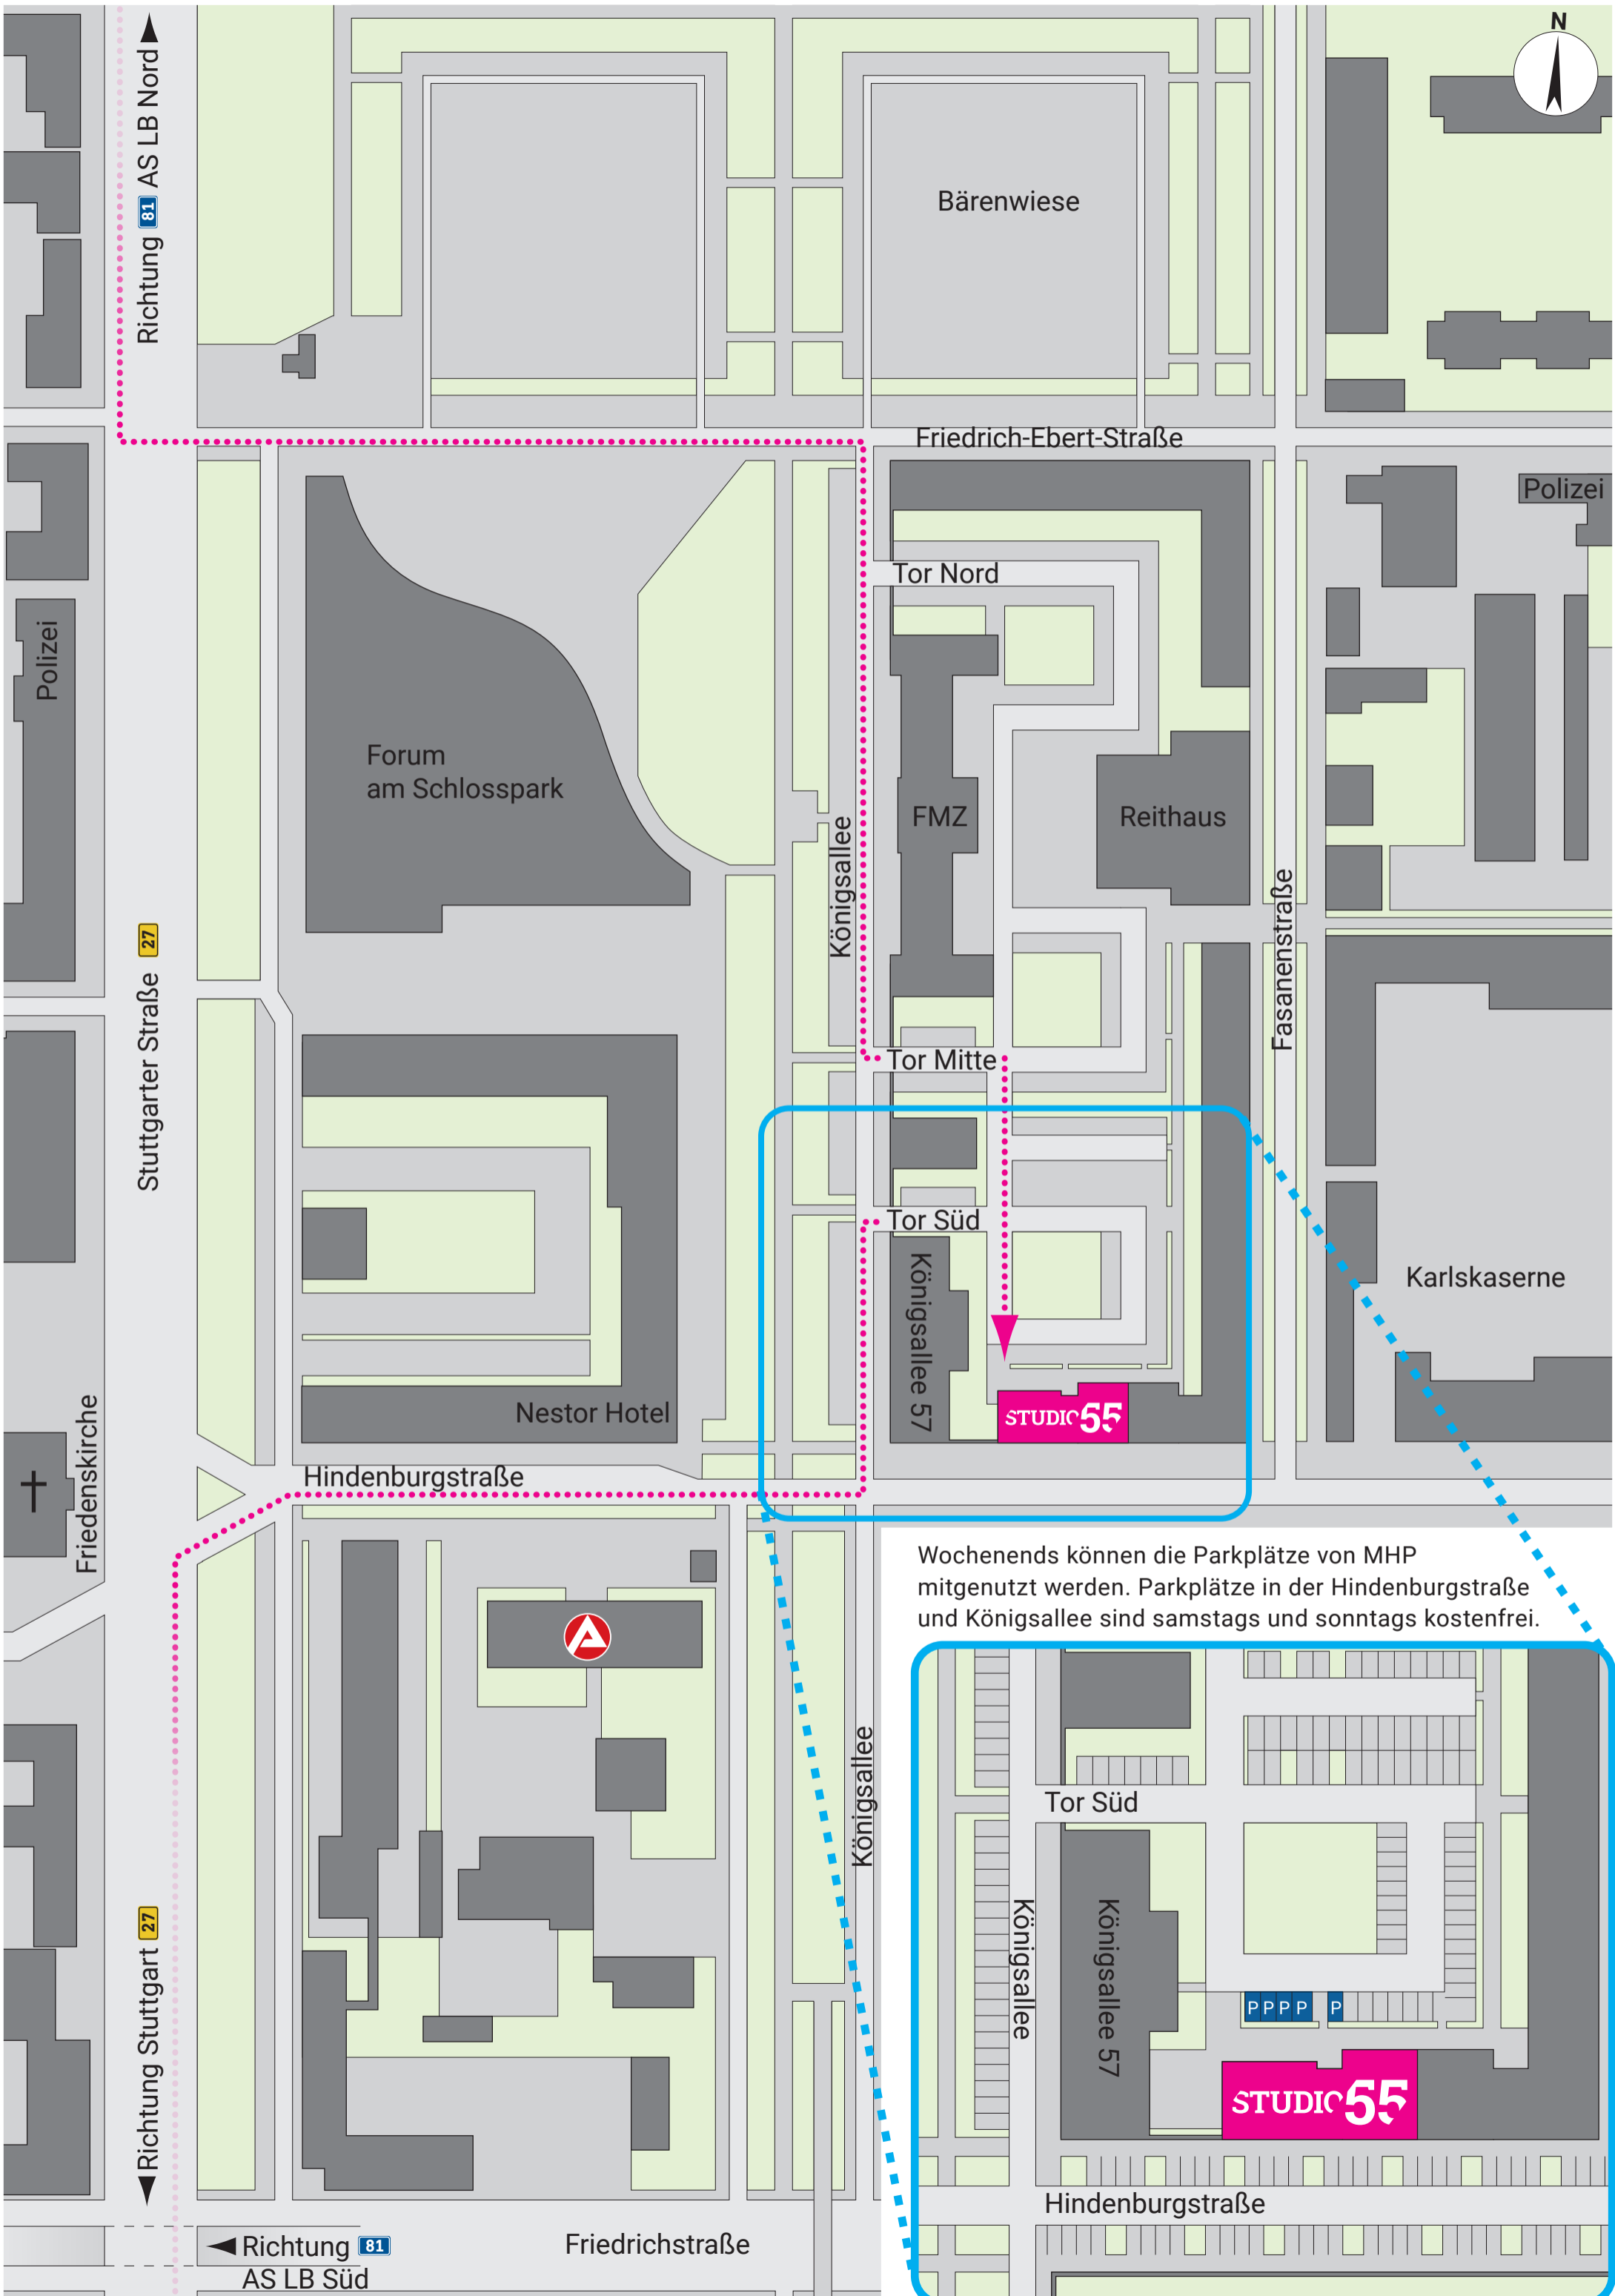 N
Richtung 81 AS LB Nord
Bärenwiese
Friedrich-Ebert-Straße
Polizei
Tor Nord
Polizei
Forum
am Schlosspark
FMZ
Reithaus
Königsallee
Fasanenstraße
Stuttgarter Straße 27
Tor Mitte
Tor Süd
Königsallee 57
Karlskaserne
Nestor Hotel
STUDIO 55
Friedenskirche
Hindenburgstraße
Wochenends können die Parkplätze von MHP
mitgenutzt werden. Parkplätze in der Hindenburgstraße
und Königsallee sind samstags und sonntags kostenfrei.
Königsallee
Tor Süd
Königsallee
Königsallee 57
P P P P P
STUDIO 55
Hindenburgstraße
Richtung Stuttgart 27
Richtung 81
AS LB Süd
Friedrichstraße